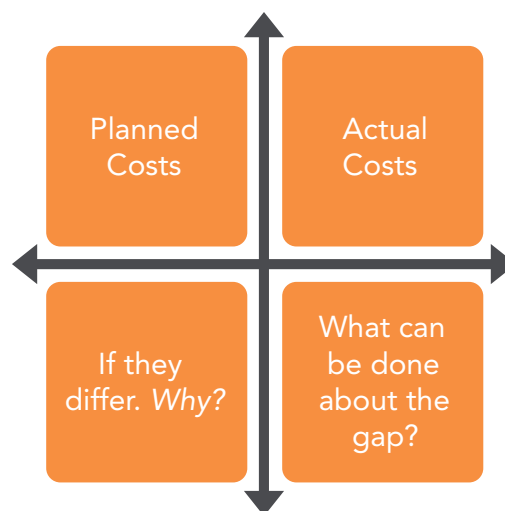 Planned
Costs
Actual
Costs
If they
differ. Why?
What can
be done
about the
gap?